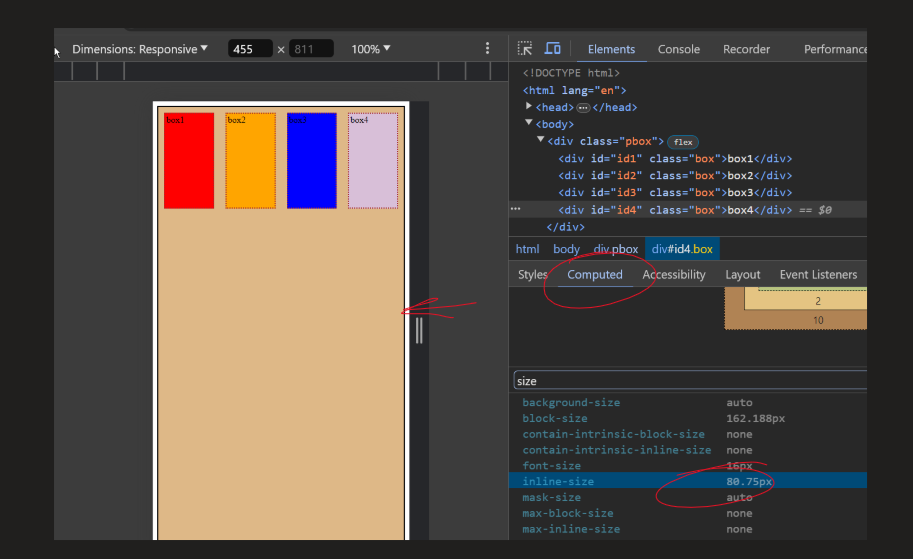 Dimensions: Responsive ▼ 455 × 811 100% ▼
Elements Console Recorder Performance
<!DOCTYPE html>
<html lang="en">
<head> ••• </head>
<body>
<div class="pbox"> flex
<div id="id1" class="box">box1</div>
<div id="id2" class="box">box2</div>
<div id="id3" class="box">box3</div>
<div id="id4" class="box">box4</div> == $0
</div>
box1 box2 box3 box4
html body div.pbox div#id4.box
Styles Computed Accessibility Layout Event Listeners
2
10
size
background-size auto
block-size 162.188px
contain-intrinsic-block-size none
contain-intrinsic-inline-size none
font-size 16px
inline-size 80.75px
mask-size auto
max-block-size none
max-inline-size none